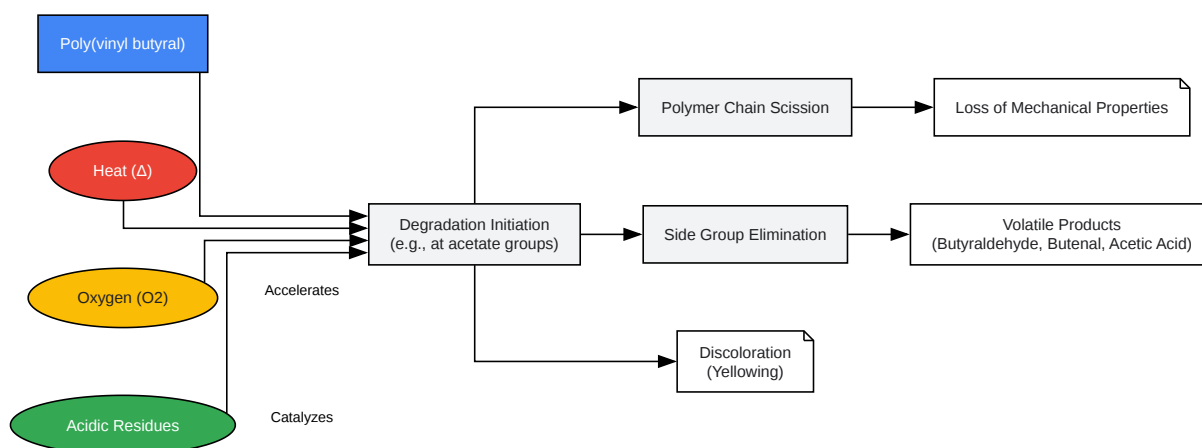 Poly(vinyl butyral)
Heat (Δ)
Oxygen (O2)
Accelerates
Acidic Residues
Catalyzes
Degradation Initiation
(e.g., at acetate groups)
Polymer Chain Scission
Loss of Mechanical Properties
Side Group Elimination
Volatile Products
(Butyraldehyde, Butenal, Acetic Acid)
Discoloration
(Yellowing)